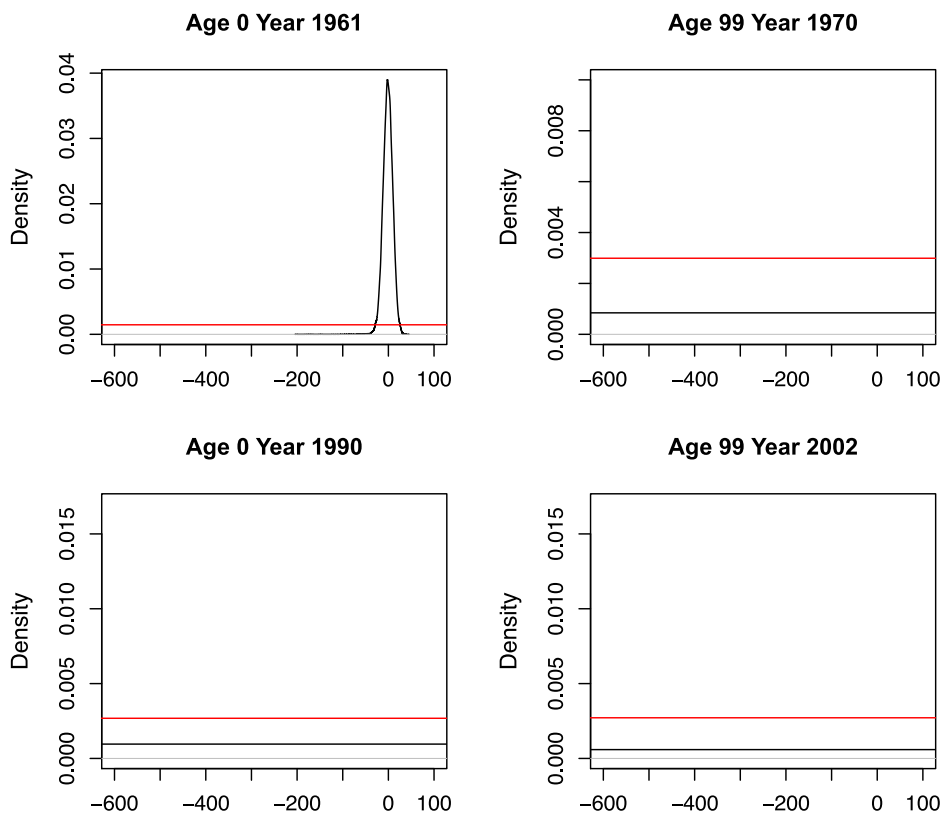 Age 0 Year 1961
Density
0.04
0.03
0.02
0.01
0.00
−600 −400 −200 0 100
Age 99 Year 1970
Density
0.008
0.004
0.000
−600 −400 −200 0 100
Age 0 Year 1990
Density
0.015
0.010
0.005
0.000
−600 −400 −200 0 100
Age 99 Year 2002
Density
0.015
0.010
0.005
0.000
−600 −400 −200 0 100